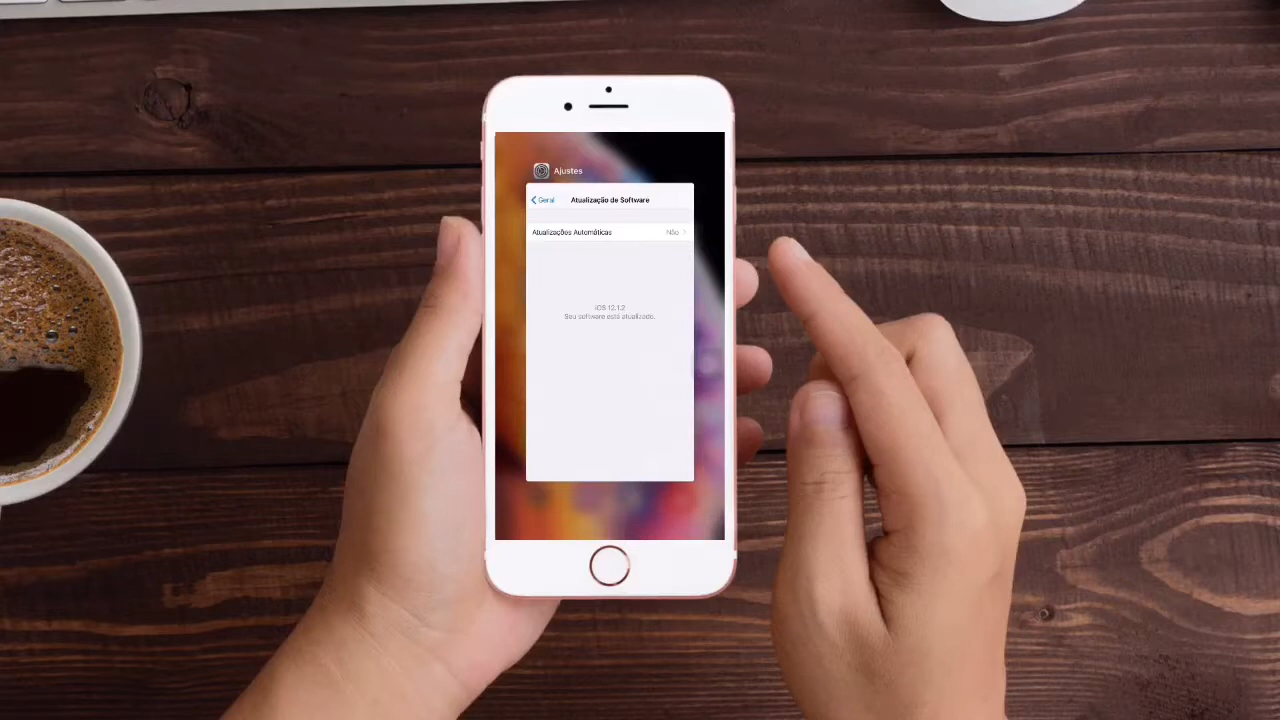 Ajustes
Geral
Atualização de Software
Atualizações Automáticas
Não
iOS 12.1.2
Seu software está atualizado.